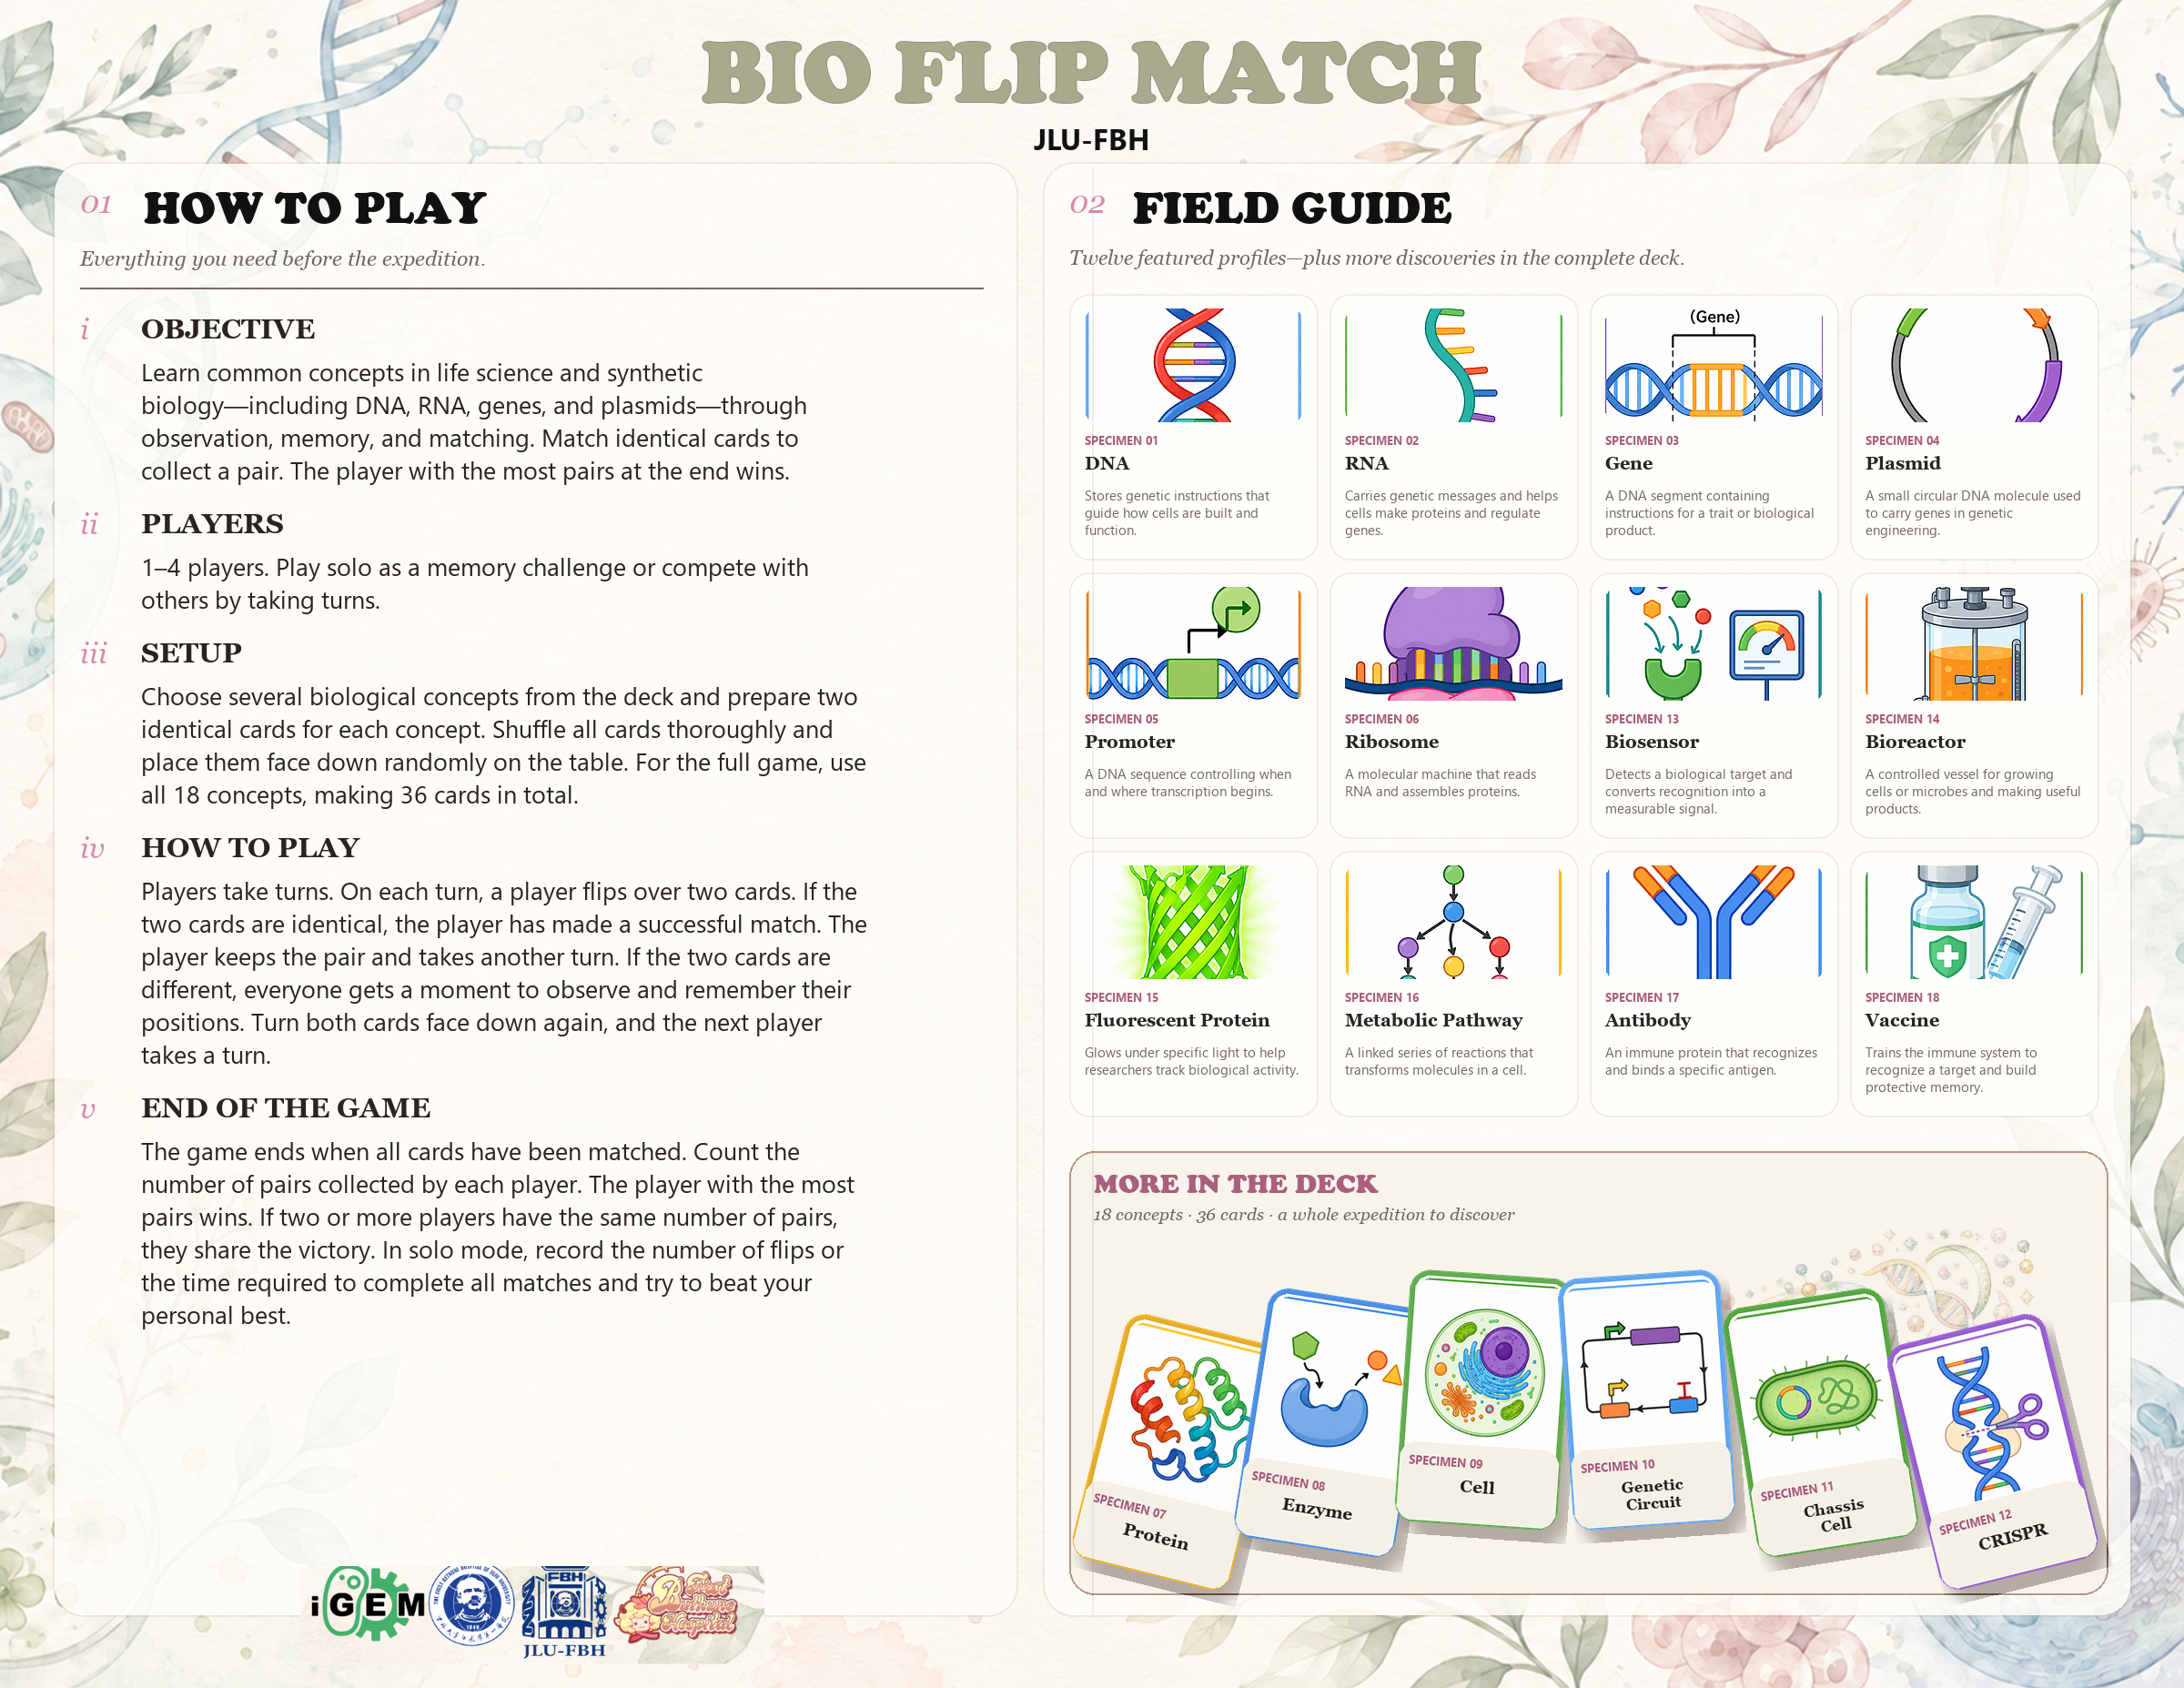 BIO FLIP MATCH
JLU-FBH
01 HOW TO PLAY
Everything you need before the expedition.
i OBJECTIVE
Learn common concepts in life science and synthetic
biology—including DNA, RNA, genes, and plasmids—through
observation, memory, and matching. Match identical cards to
collect a pair. The player with the most pairs at the end wins.
ii PLAYERS
1–4 players. Play solo as a memory challenge or compete with
others by taking turns.
iii SETUP
Choose several biological concepts from the deck and prepare two
identical cards for each concept. Shuffle all cards thoroughly and
place them face down randomly on the table. For the full game, use
all 18 concepts, making 36 cards in total.
iv HOW TO PLAY
Players take turns. On each turn, a player flips over two cards. If the
two cards are identical, the player has made a successful match. The
player keeps the pair and takes another turn. If the two cards are
different, everyone gets a moment to observe and remember their
positions. Turn both cards face down again, and the next player
takes a turn.
v END OF THE GAME
The game ends when all cards have been matched. Count the
number of pairs collected by each player. The player with the most
pairs wins. If two or more players have the same number of pairs,
they share the victory. In solo mode, record the number of flips or
the time required to complete all matches and try to beat your
personal best.
iGEM
FBH
JLU-FBH
02 FIELD GUIDE
Twelve featured profiles—plus more discoveries in the complete deck.
SPECIMEN 01
DNA
Stores genetic instructions that
guide how cells are built and
function.
SPECIMEN 02
RNA
Carries genetic messages and helps
cells make proteins and regulate
genes.
(Gene)
SPECIMEN 03
Gene
A DNA segment containing
instructions for a trait or biological
product.
SPECIMEN 04
Plasmid
A small circular DNA molecule used
to carry genes in genetic
engineering.
SPECIMEN 05
Promoter
A DNA sequence controlling when
and where transcription begins.
SPECIMEN 06
Ribosome
A molecular machine that reads
RNA and assembles proteins.
SPECIMEN 13
Biosensor
Detects a biological target and
converts recognition into a
measurable signal.
SPECIMEN 14
Bioreactor
A controlled vessel for growing
cells or microbes and making useful
products.
SPECIMEN 15
Fluorescent Protein
Glows under specific light to help
researchers track biological activity.
SPECIMEN 16
Metabolic Pathway
A linked series of reactions that
transforms molecules in a cell.
SPECIMEN 17
Antibody
An immune protein that recognizes
and binds a specific antigen.
SPECIMEN 18
Vaccine
Trains the immune system to
recognize a target and build
protective memory.
MORE IN THE DECK
18 concepts · 36 cards · a whole expedition to discover
SPECIMEN 07
Protein
SPECIMEN 08
Enzyme
SPECIMEN 09
Cell
SPECIMEN 10
Genetic
Circuit
SPECIMEN 11
Chassis
Cell
SPECIMEN 12
CRISPR